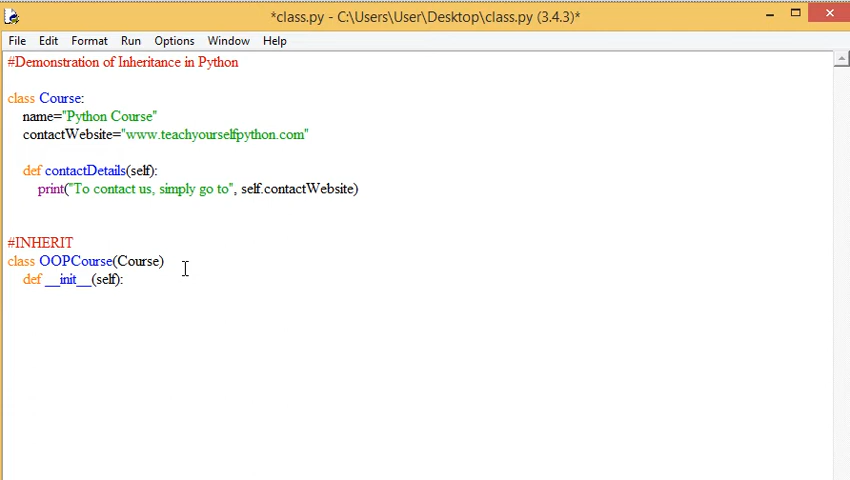 *class.py - C:\Users\User\Desktop\class.py (3.4.3)*
File Edit Format Run Options Window Help
#Demonstration of Inheritance in Python
class Course:
name="Python Course"
contactWebsite="www.teachyourselfpython.com"
def contactDetails(self):
print("To contact us, simply go to", self.contactWebsite)
#INHERIT
class OOPCourse(Course)
def __init__(self):